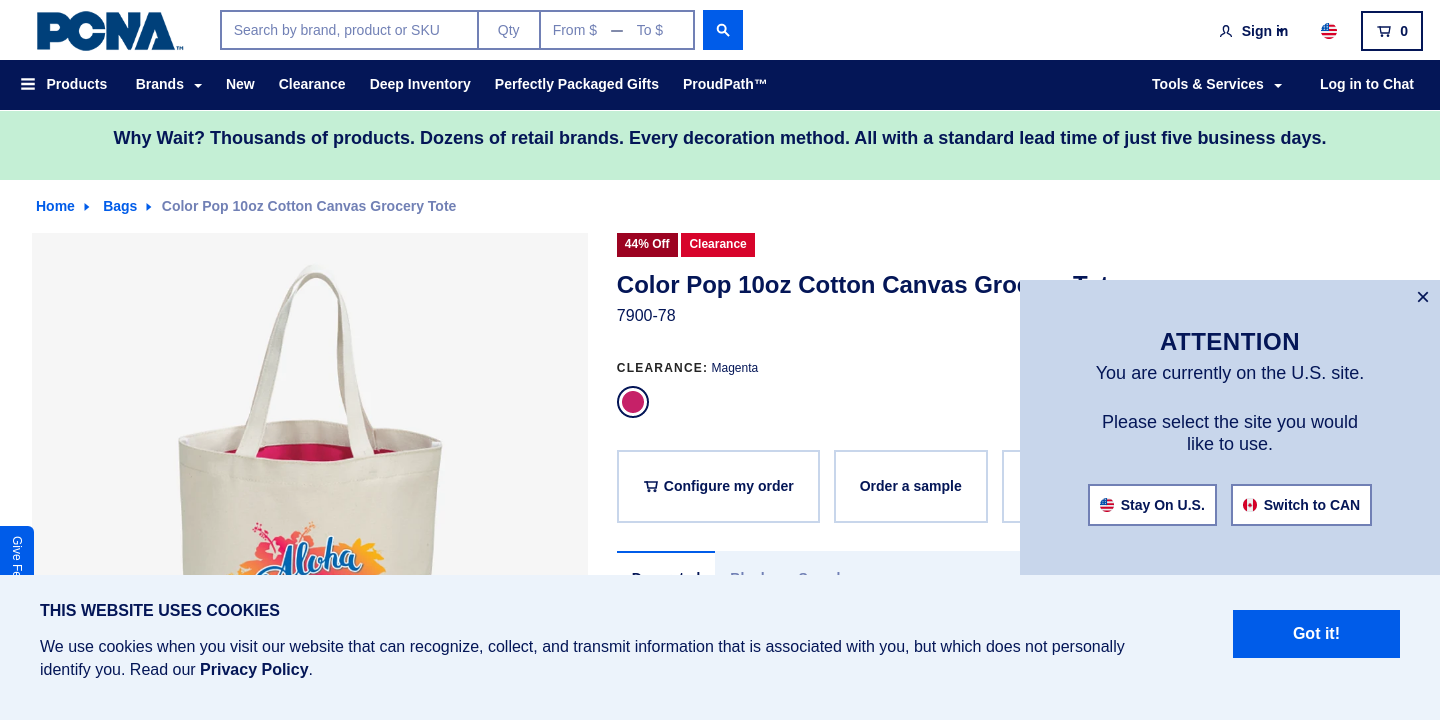 PCNA™
Search by brand, product or SKU
Qty
From $ — To $
Sign in
0
Products
Brands
New
Clearance
Deep Inventory
Perfectly Packaged Gifts
ProudPath™
Tools & Services
Log in to Chat
Why Wait? Thousands of products. Dozens of retail brands. Every decoration method. All with a standard lead time of just five business days.
Home
Bags
Color Pop 10oz Cotton Canvas Grocery Tote
44% Off
Clearance
Color Pop 10oz Cotton Canvas
7900-78
CLEARANCE: Magenta
Configure my order
Order a sample
Aloha
Give
×
ATTENTION
You are currently on the U.S. site.
Please select the site you would
like to use.
Stay On U.S.
Switch to CAN
THIS WEBSITE USES COOKIES
We use cookies when you visit our website that can recognize, collect, and transmit information that is associated with you, but which does not personally
identify you. Read our Privacy Policy.
Got it!